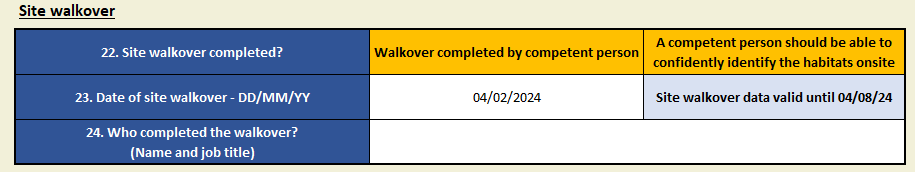 Site walkover
22. Site walkover completed?
Walkover completed by competent person
A competent person should be able to
confidently identify the habitats onsite
23. Date of site walkover - DD/MM/YY
04/02/2024
Site walkover data valid until 04/08/24
24. Who completed the walkover?
(Name and job title)